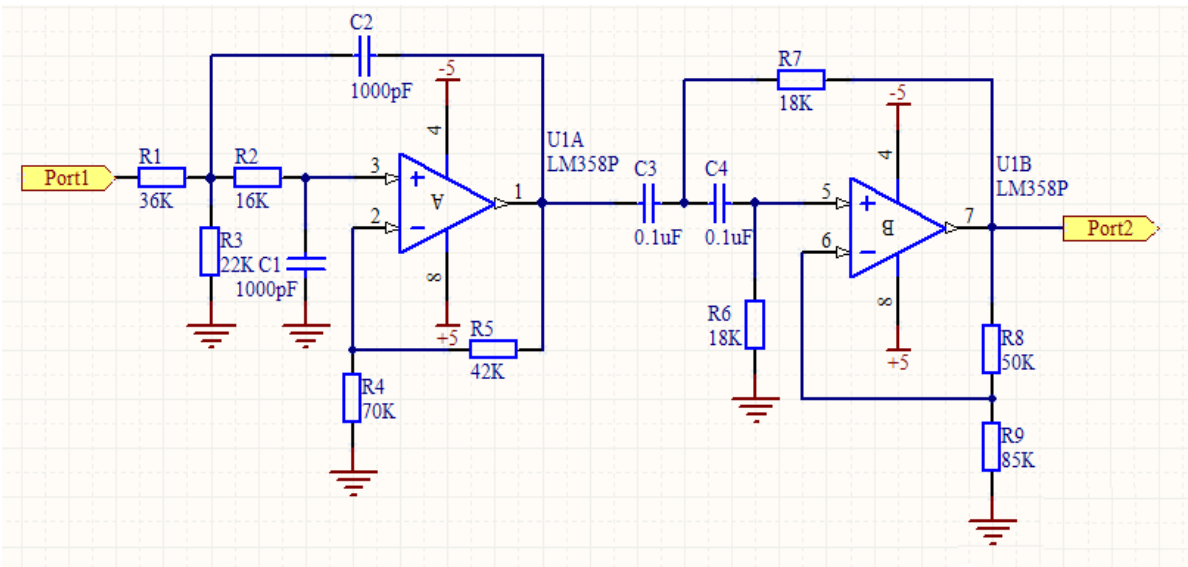 C2
1000pF
-5
4
R7
18K
-5
4
U1A
LM358P
U1B
LM358P
Port1
R1
36K
R2
16K
3
2
A
1
C3
0.1uF
C4
0.1uF
5
6
B
7
Port2
R3
22K
C1
1000pF
8
+5
R5
42K
R4
70K
R6
18K
8
+5
R8
50K
R9
85K